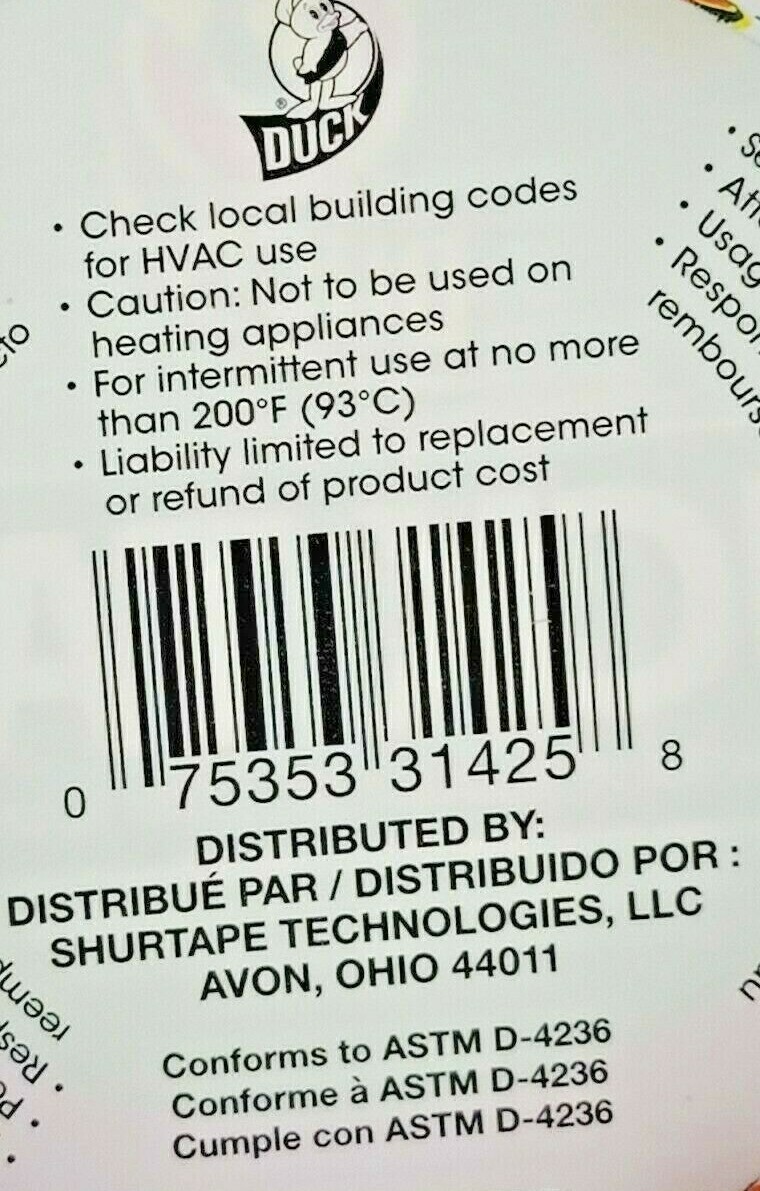 DUCK
®
• Check local building codes
for HVAC use
• Caution: Not to be used on
heating appliances
• For intermittent use at no more
than 200°F (93°C)
• Liability limited to replacement
or refund of product cost
0 75353 31425 8
DISTRIBUTED BY:
DISTRIBUÉ PAR / DISTRIBUIDO POR :
SHURTAPE TECHNOLOGIES, LLC
AVON, OHIO 44011
Conforms to ASTM D-4236
Conforme à ASTM D-4236
Cumple con ASTM D-4236